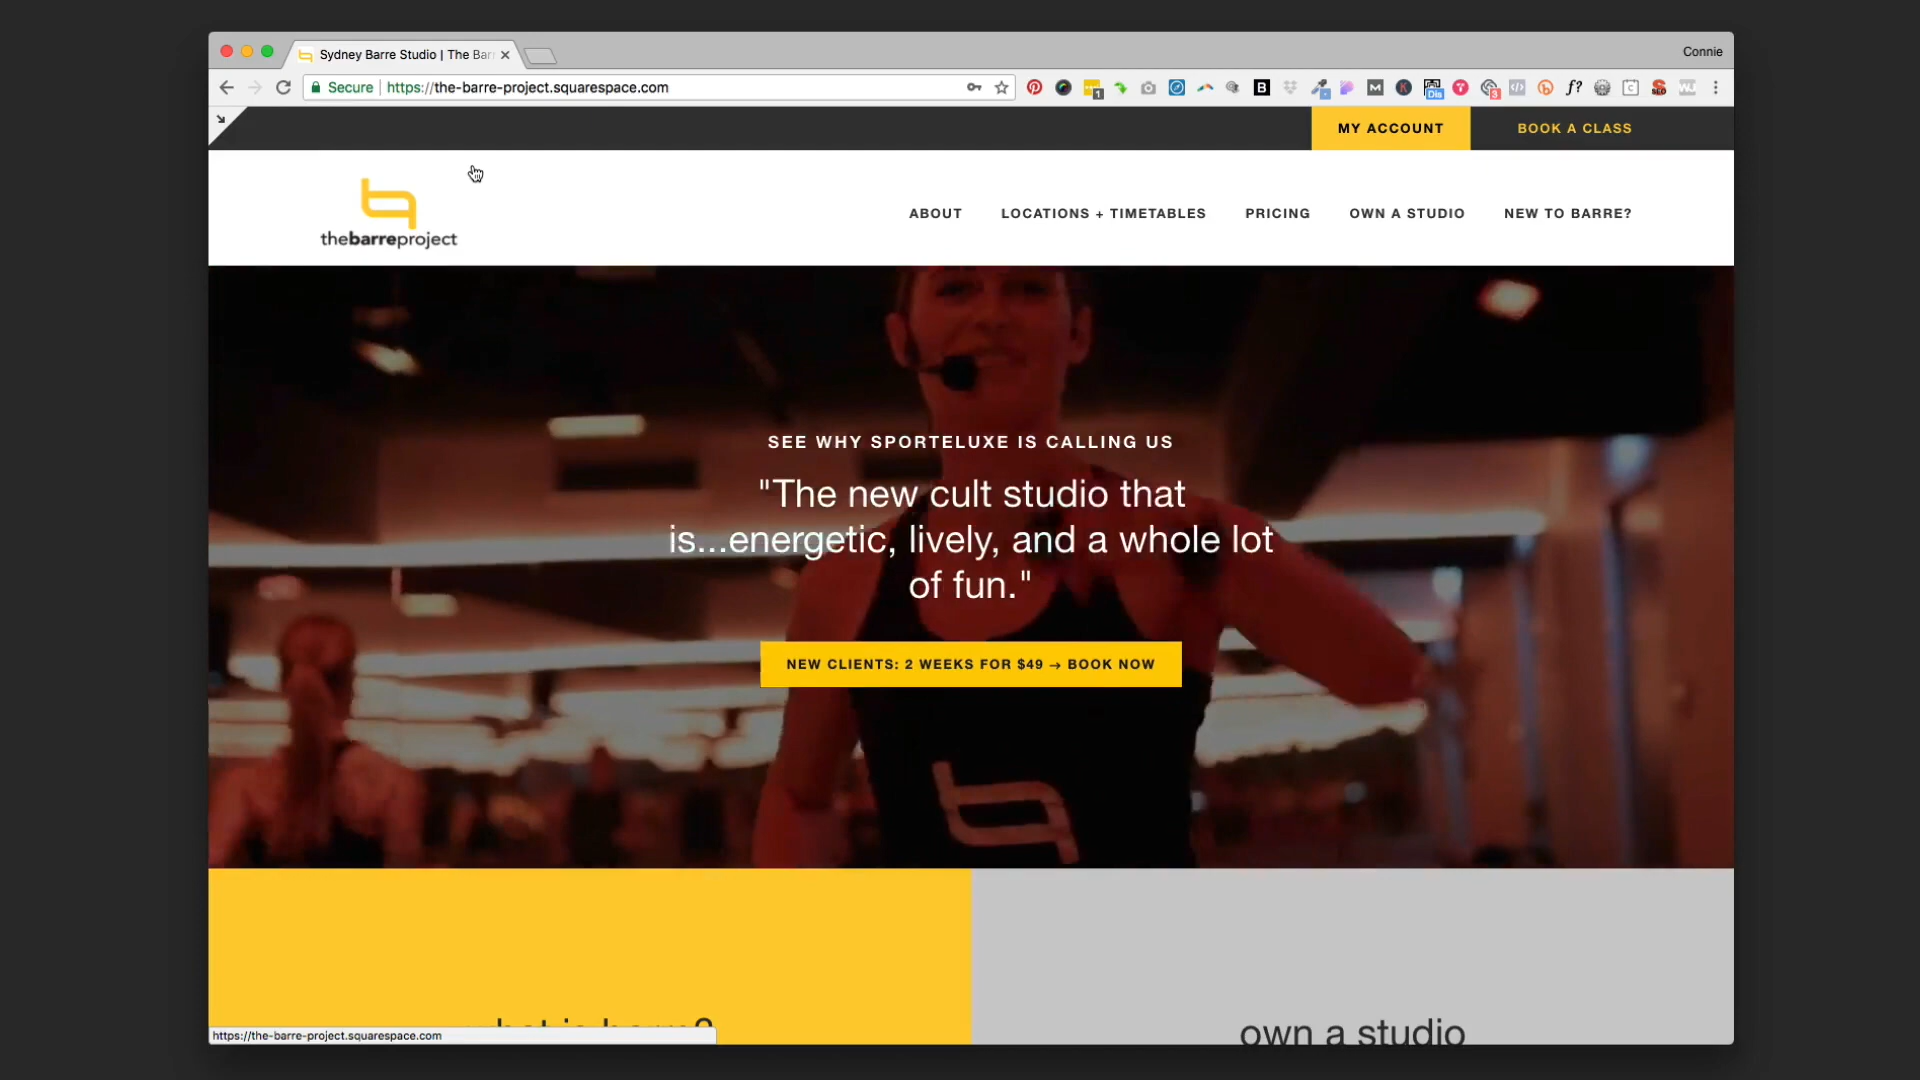 Sydney Barre Studio | The Bar
Connie
Secure
https://the-barre-project.squarespace.com
MY ACCOUNT
BOOK A CLASS
thebarreproject
ABOUT
LOCATIONS + TIMETABLES
PRICING
OWN A STUDIO
NEW TO BARRE?
SEE WHY SPORTELUXE IS CALLING US
"The new cult studio that
is...energetic, lively, and a whole lot
of fun."
NEW CLIENTS: 2 WEEKS FOR $49 → BOOK NOW
what is barre?
own a studio
https://the-barre-project.squarespace.com